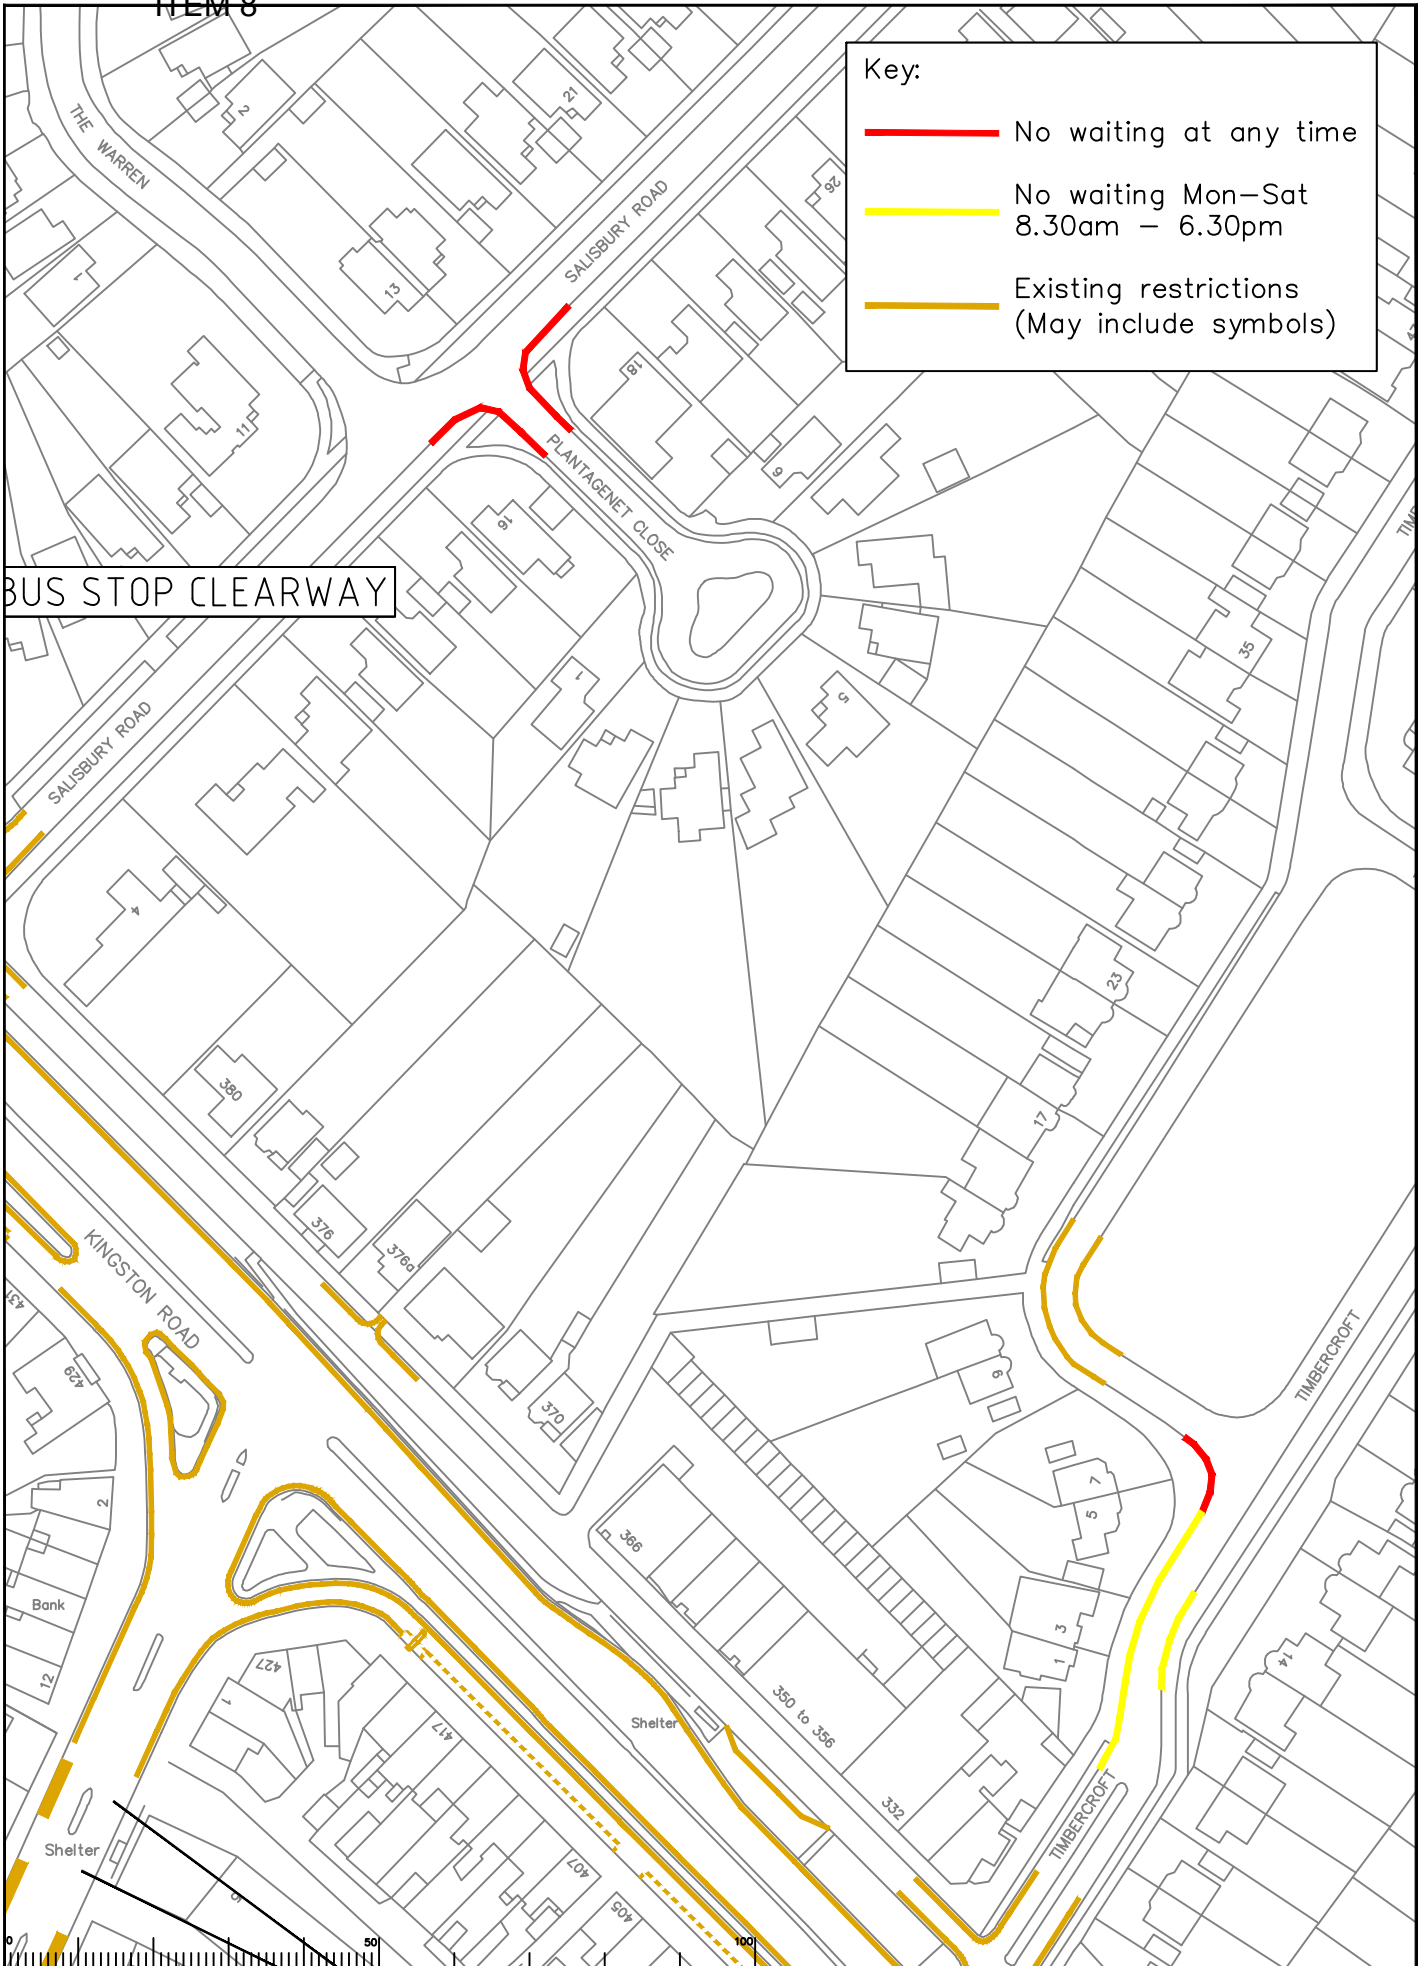 ITEM 8
Key:
No waiting at any time
No waiting Mon-Sat
8.30am - 6.30pm
Existing restrictions
(May include symbols)
THE WARREN
2
21
26
SALISBURY ROAD
1
13
18
11
9
PLANTAGENET CLOSE
16
BUS STOP CLEARWAY
35
1
5
SALISBURY ROAD
4
23
380
17
376
376a
KINGSTON ROAD
431
429
370
6
TIMBERCROFT
2
366
7
5
Bank
3
12
427
1
1
14
350 to 356
Shelter
417
332
TIMBERCROFT
Shelter
407
405
0
50
100